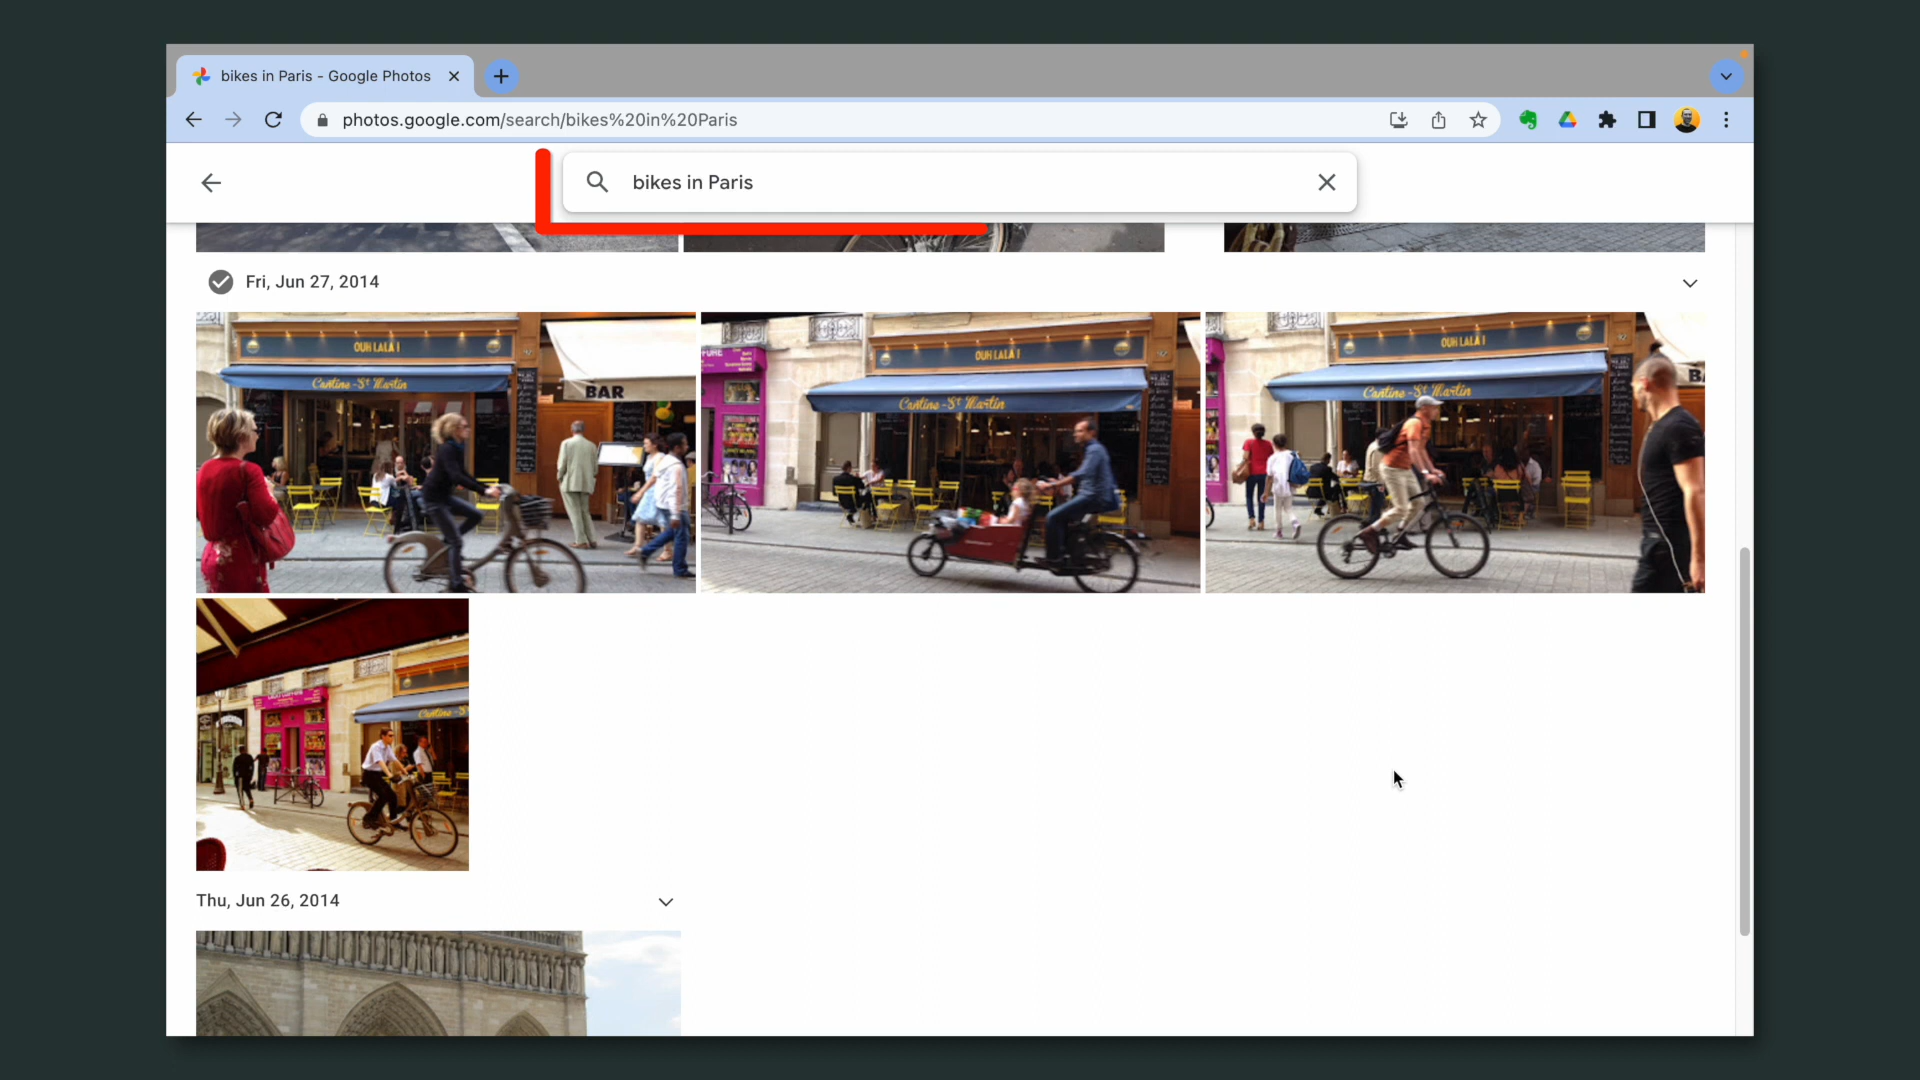 bikes in Paris - Google Photos
photos.google.com/search/bikes%20in%20Paris
bikes in Paris
Fri, Jun 27, 2014
OUH LALA !
Cantine - St Martin
BAR
OUH LALA !
Cantine - St Martin
OUH LALA !
Cantine - St Martin
Thu, Jun 26, 2014